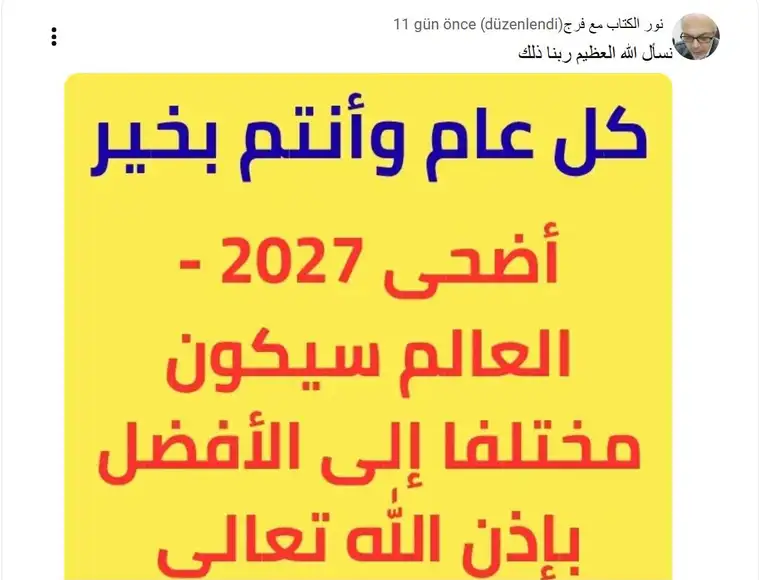 نور الكتاب مع فرج
11 gün önce (düzenlendi)
نسأل الله العظيم ربنا ذلك
كل عام وأنتم بخير
أضحى 2027 -
العالم سيكون
مختلفا إلى الأفضل
بإذن الله تعالى